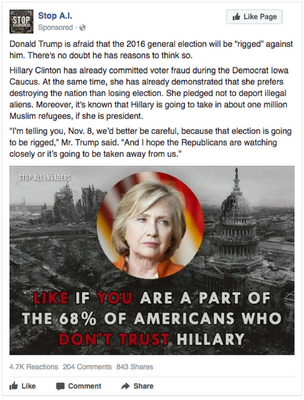 STOP
Stop A.I.
Sponsored ·
Like Page
Donald Trump is afraid that the 2016 general election will be "rigged" against
him. There's no doubt he has reasons to think so.
Hillary Clinton has already committed voter fraud during the Democrat Iowa
Caucus. At the same time, she has already demonstrated that she prefers
destroying the nation than losing election. She pledged not to deport illegal
aliens. Moreover, it's known that Hillary is going to take in about one million
Muslim refugees, if she is president.
"I'm telling you, Nov. 8, we'd better be careful, because that election is going
to be rigged," Mr. Trump said. "And I hope the Republicans are watching
closely or it's going to be taken away from us."
STOP ALL INVADERS
LIKE IF YOU ARE A PART OF
THE 68% OF AMERICANS WHO
DON'T TRUST HILLARY
4.7K Reactions 204 Comments 843 Shares
Like Comment Share